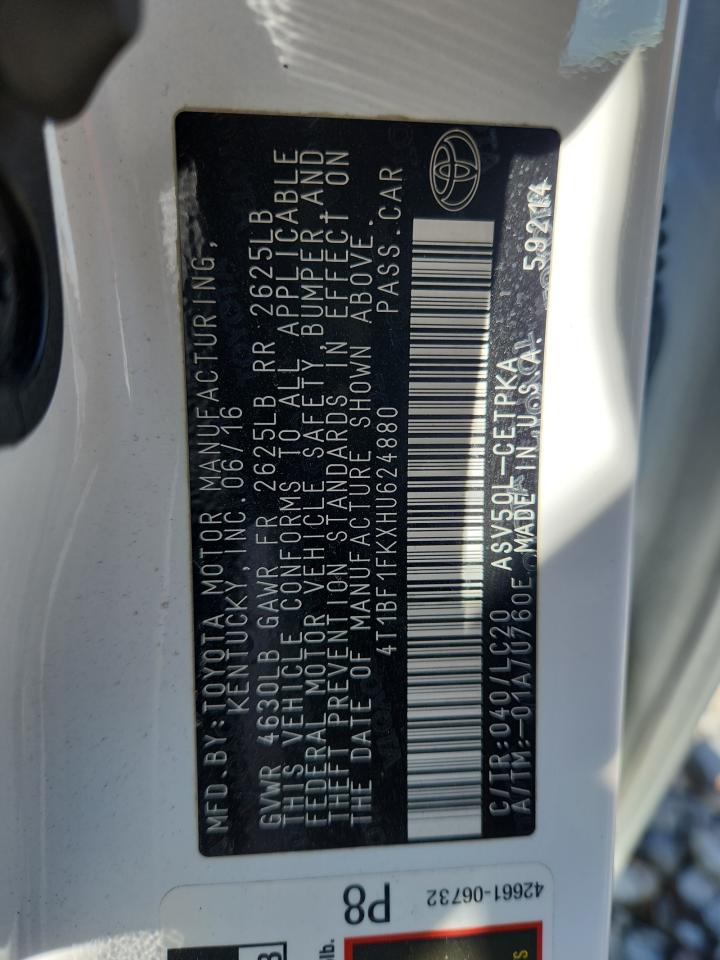 MFD.BY:TOYOTA MOTOR MANUFACTURING,
KENTUCKY, INC. 06/16
GVWR 4630LB GAWR FR 2625LB RR 2625LB
THIS VEHICLE CONFORMS TO ALL APPLICABLE
FEDERAL MOTOR VEHICLE SAFETY, BUMPER, AND
THEFT PREVENTION STANDARDS IN EFFECT ON
THE DATE OF MANUFACTURE SHOWN ABOVE.
4T1BF1FKXHU624880 PASS.CAR
C/TR:040/LC20 ASV50L-CETPKA
A/TM:-01A/U760E MADE IN U.S.A. 59214
P8
42661-06732
lb.